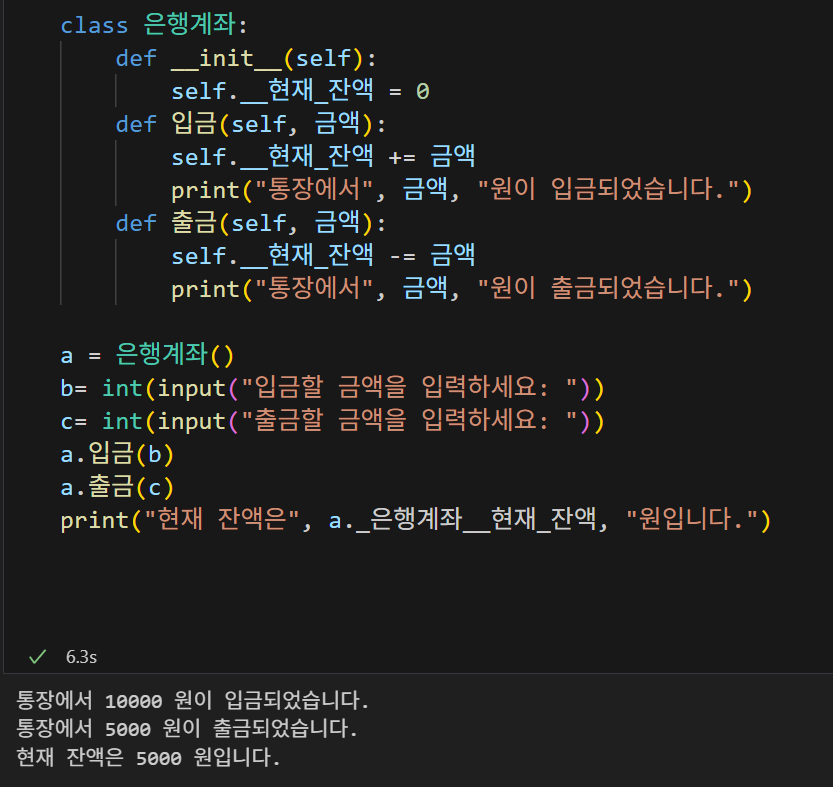 class 은행계좌:
    def __init__(self):
        self.__현재_잔액 = 0
    def 입금(self, 금액):
        self.__현재_잔액 += 금액
        print("통장에서", 금액, "원이 입금되었습니다.")
    def 출금(self, 금액):
        self.__현재_잔액 -= 금액
        print("통장에서", 금액, "원이 출금되었습니다.")
a = 은행계좌()
b= int(input("입금할 금액을 입력하세요: "))
c= int(input("출금할 금액을 입력하세요: "))
a.입금(b)
a.출금(c)
print("현재 잔액은", a._은행계좌__현재_잔액, "원입니다.")
6.3s
통장에서 10000 원이 입금되었습니다.
통장에서 5000 원이 출금되었습니다.
현재 잔액은 5000 원입니다.